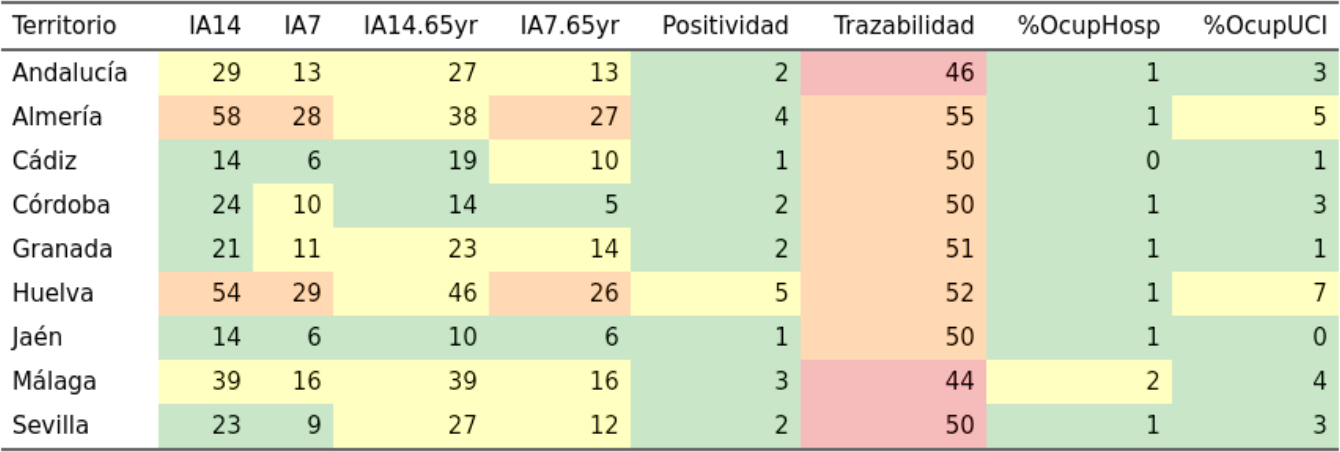 Territorio IA14 IA7 IA14.65yr IA7.65yr Positividad Trazabilidad %OcupHosp %OcupUCI
Andalucía 29 13 27 13 2 46 1 3
Almería 58 28 38 27 4 55 1 5
Cádiz 14 6 19 10 1 50 0 1
Córdoba 24 10 14 5 2 50 1 3
Granada 21 11 23 14 2 51 1 1
Huelva 54 29 46 26 5 52 1 7
Jaén 14 6 10 6 1 50 1 0
Málaga 39 16 39 16 3 44 2 4
Sevilla 23 9 27 12 2 50 1 3